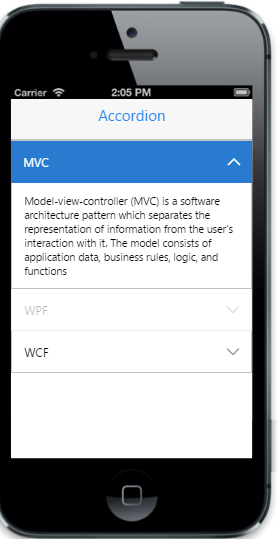 Carrier 2:05 PM
Accordion
MVC
Model-view-controller (MVC) is a software
architecture pattern which separates the
representation of information from the user's
interaction with it. The model consists of
application data, business rules, logic, and
functions
WPF
WCF